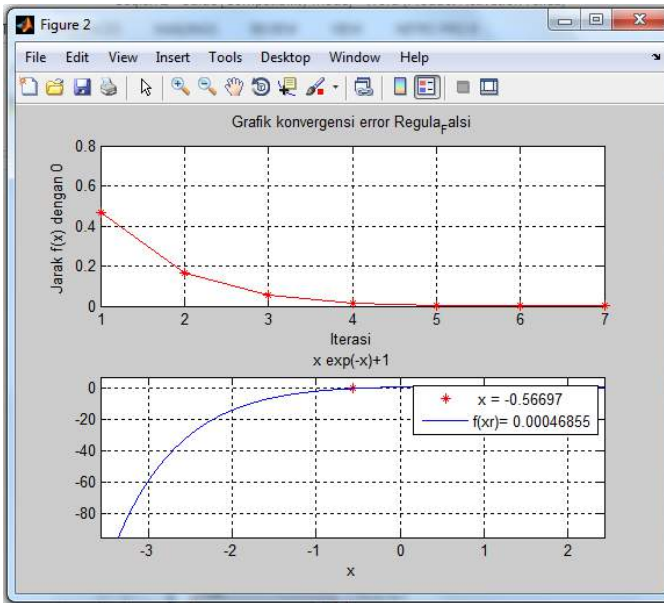 Figure 2
File Edit View Insert Tools Desktop Window Help
Grafik konvergensi error Regula_Falsi
Jarak f(x) dengan 0
0.8
0.6
0.4
0.2
0
1 2 3 4 5 6 7
Iterasi
x exp(-x)+1
0
-20
-40
-60
-80
x = -0.56697
f(xr)= 0.00046855
-3 -2 -1 0 1 2
x